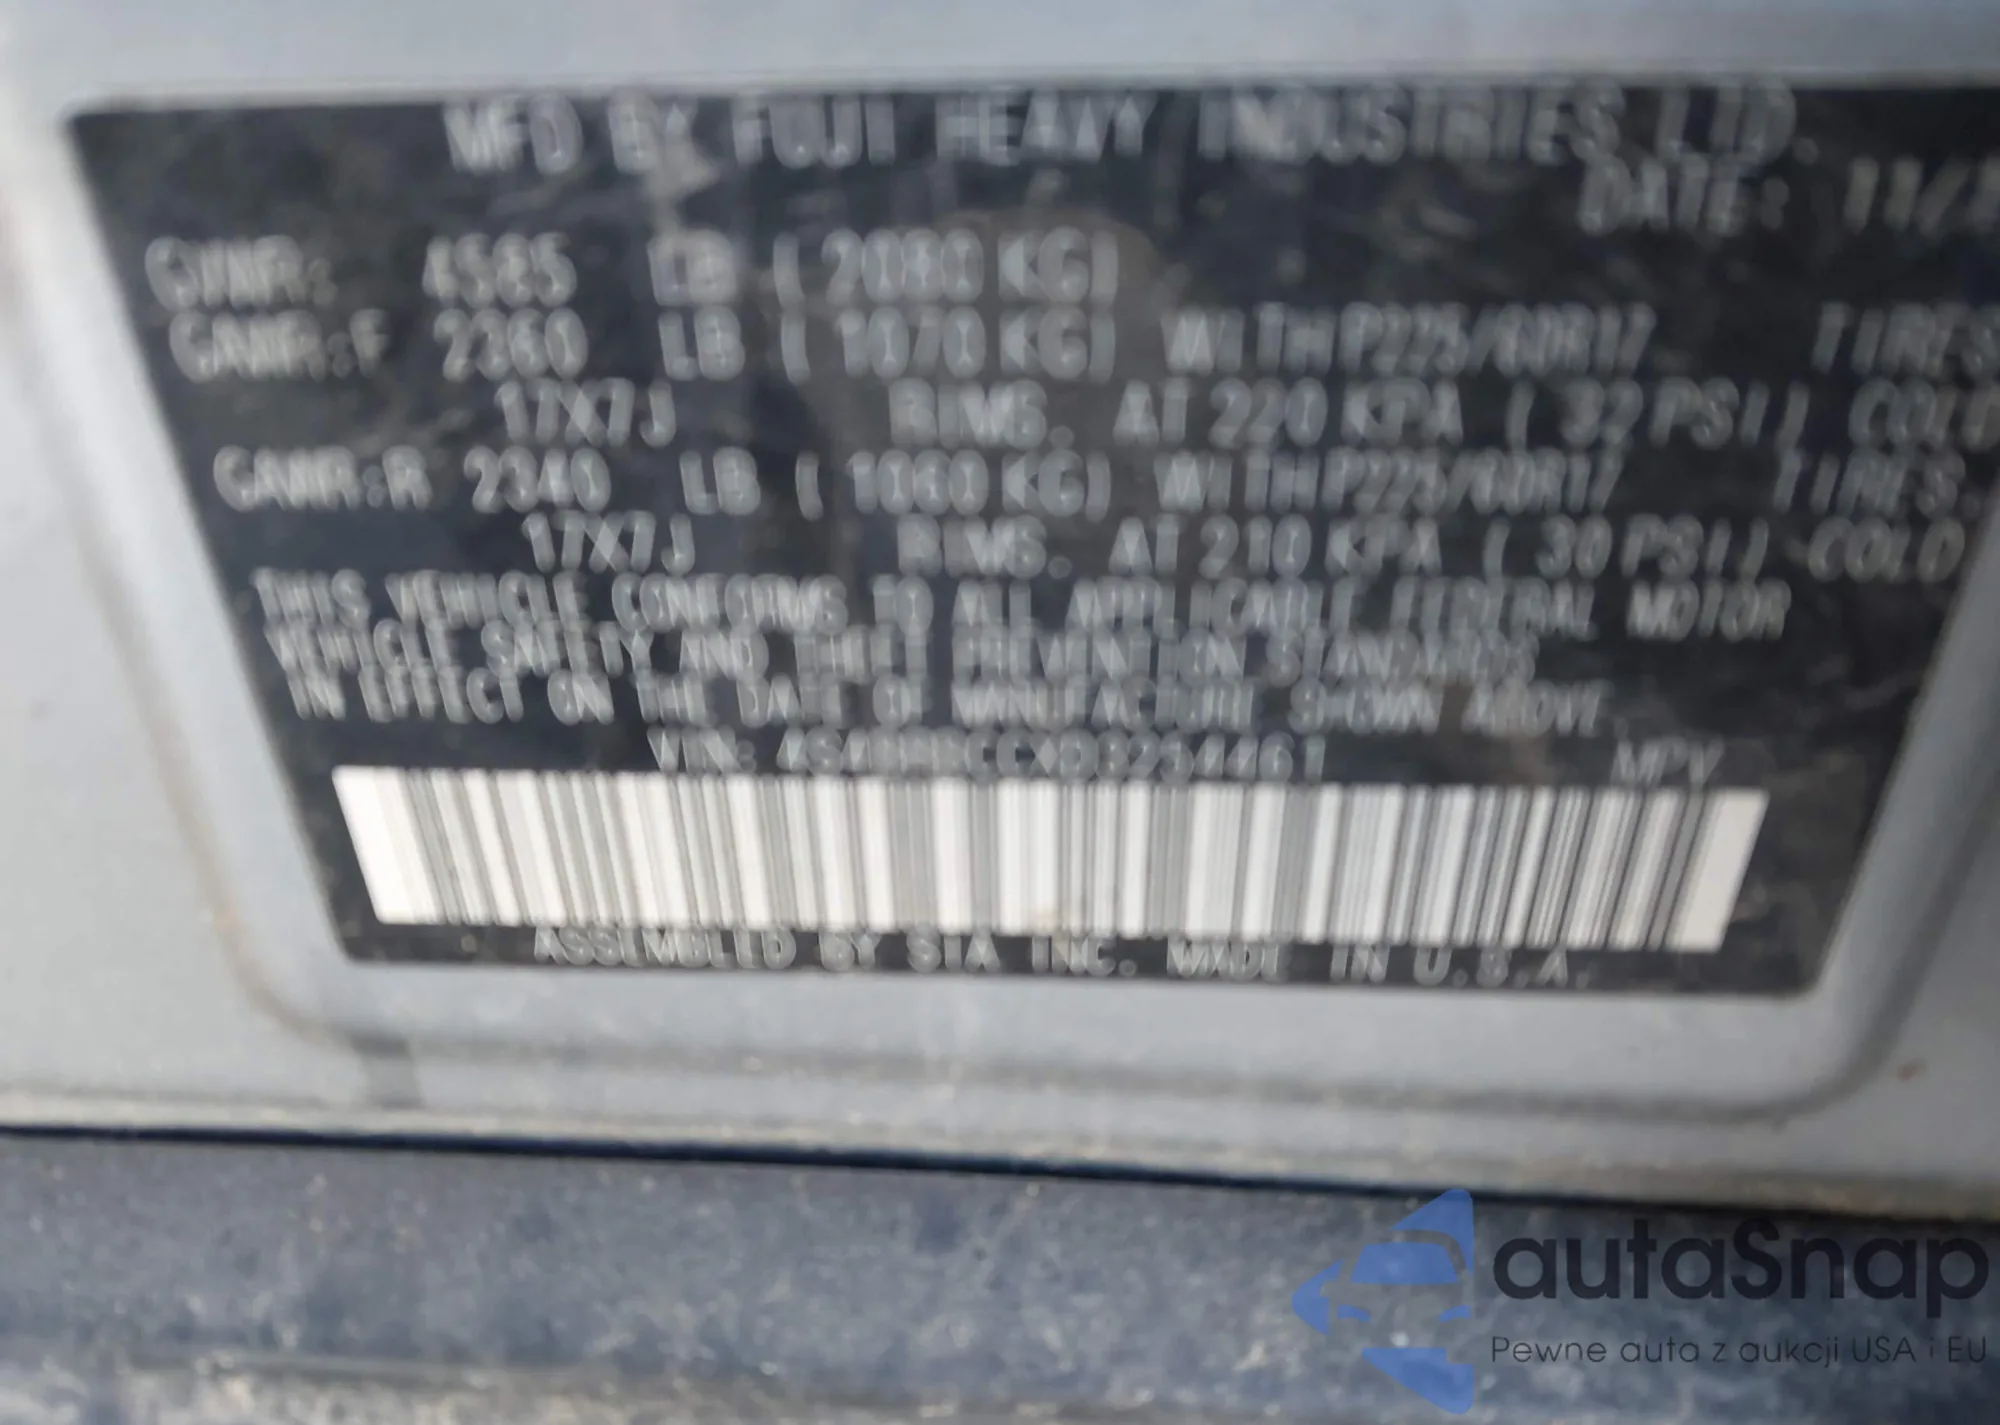 MFD BY FUJI HEAVY INDUSTRIES LTD.
DATE: 11/
GVWR: 4585 LB ( 2080 KG)
GAWR:F 2360 LB ( 1070 KG) WITH P225/60R17 TIRES.
17X7J RIMS. AT 220 KPA ( 32 PSI) COLD
GAWR:R 2340 LB ( 1060 KG) WITH P225/60R17 TIRES.
17X7J RIMS. AT 210 KPA ( 30 PSI) COLD
THIS VEHICLE CONFORMS TO ALL APPLICABLE FEDERAL MOTOR
VEHICLE SAFETY AND THEFT PREVENTION STANDARDS
IN EFFECT ON THE DATE OF MANUFACTURE SHOWN ABOVE.
VIN: MPV
ASSEMBLED BY SIA INC. MADE IN U.S.A.
autaSnap
Pewne auta z aukcji USA i EU